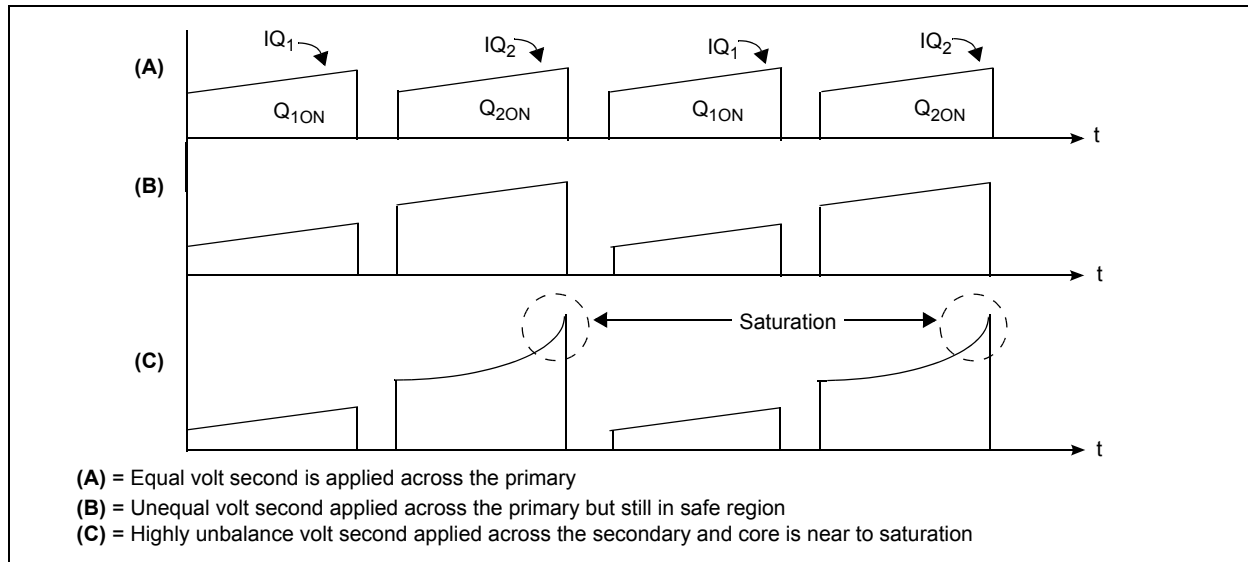 IQ1 IQ2 IQ1 IQ2
(A)
Q1ON Q2ON Q1ON Q2ON
t
(B)
t
Saturation
(C)
t
(A) = Equal volt second is applied across the primary
(B) = Unequal volt second applied across the primary but still in safe region
(C) = Highly unbalance volt second applied across the secondary and core is near to saturation